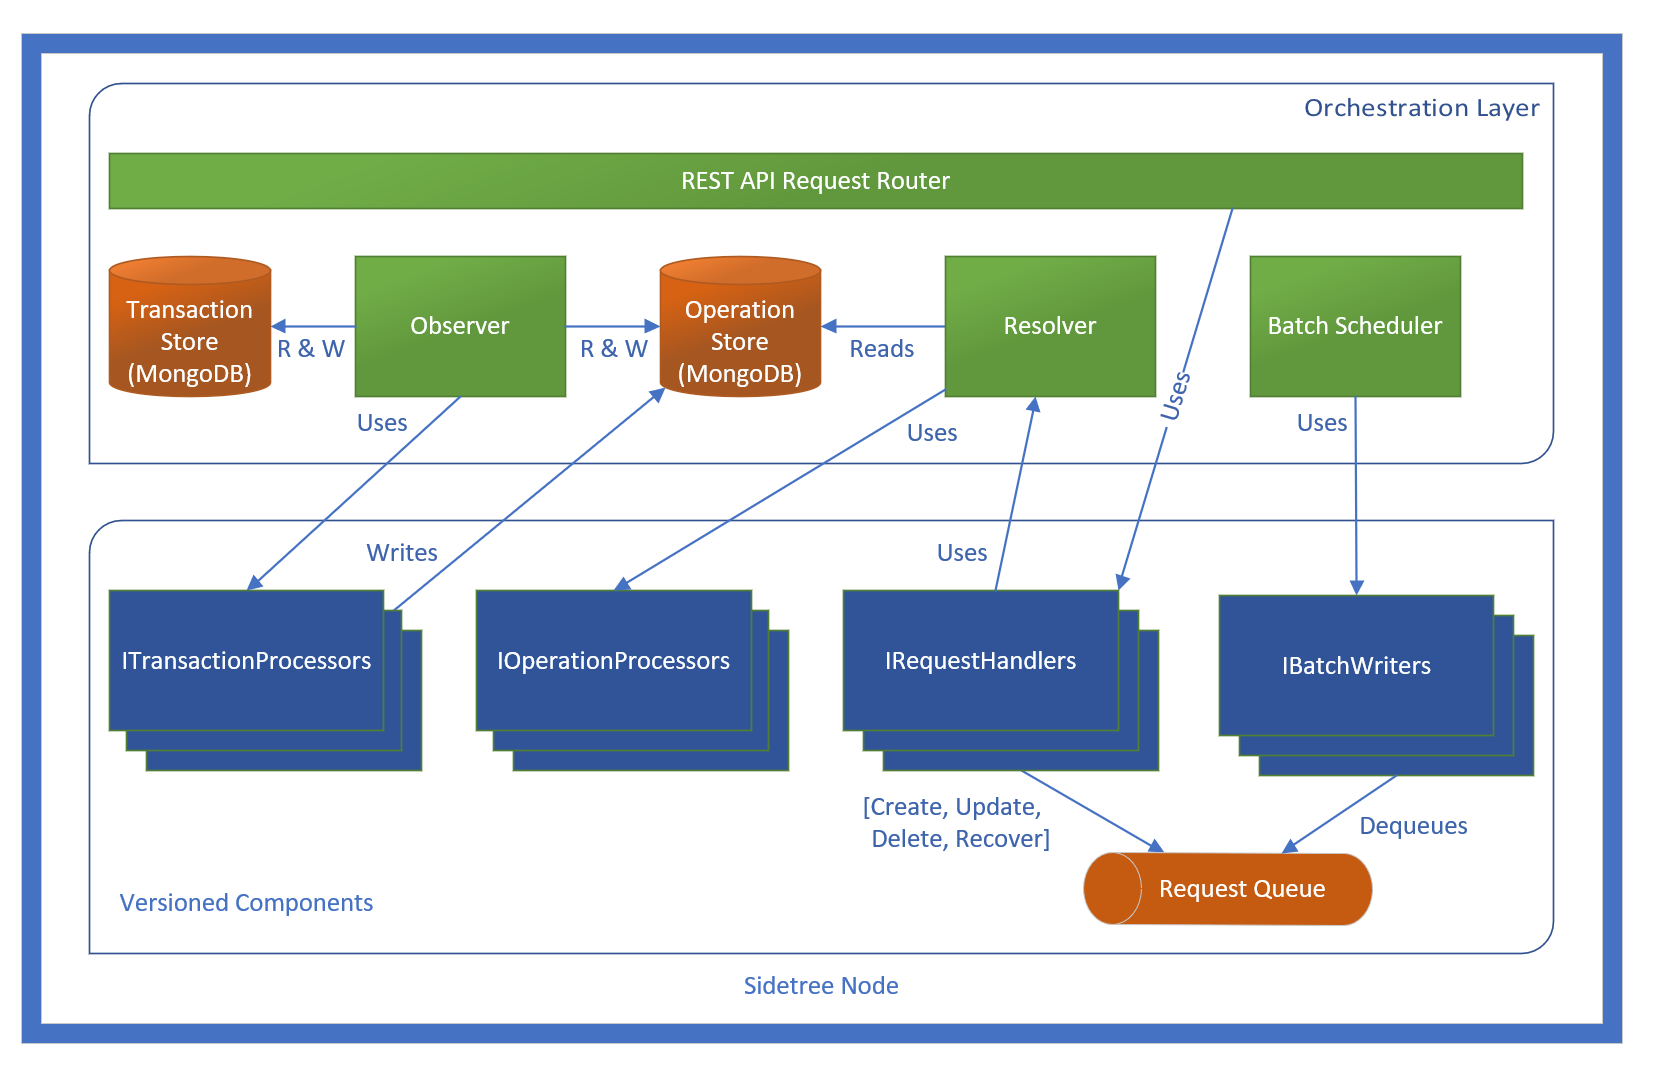 Orchestration Layer
REST API Request Router
Transaction
Store
(MongoDB)
R & W
Observer
R & W
Operation
Store
(MongoDB)
Reads
Resolver
Batch Scheduler
Uses
Uses
Uses
Uses
Writes
Uses
ITransactionProcessors
IOperationProcessors
IRequestHandlers
IBatchWriters
[Create, Update,
Delete, Recover]
Dequeues
Request Queue
Versioned Components
Sidetree Node